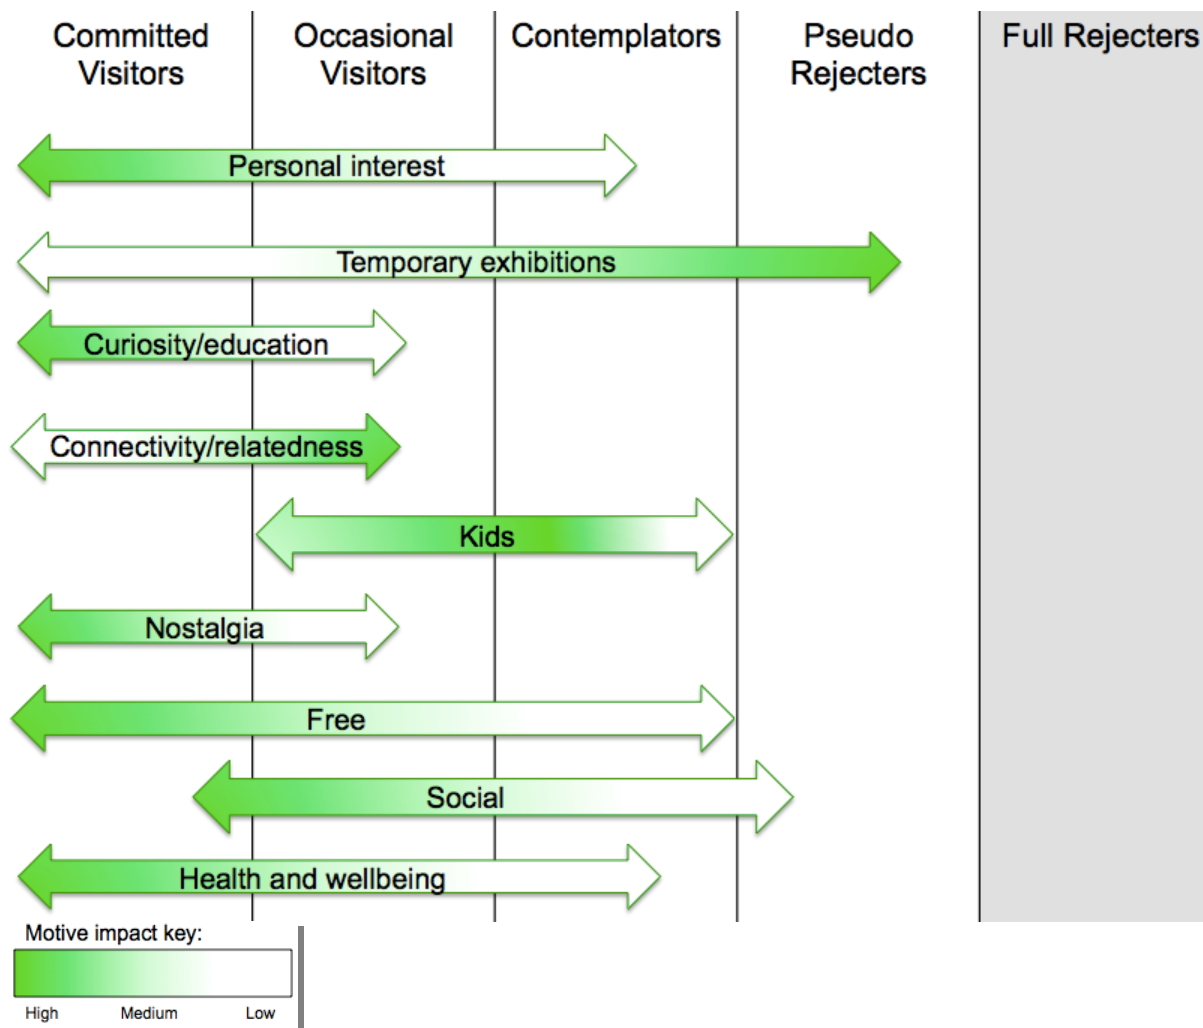 Committed
Visitors
Occasional
Visitors
Contemplators
Pseudo
Rejecters
Full Rejecters
Personal interest
Temporary exhibitions
Curiosity/education
Connectivity/relatedness
Kids
Nostalgia
Free
Social
Health and wellbeing
Motive impact key:
High Medium Low